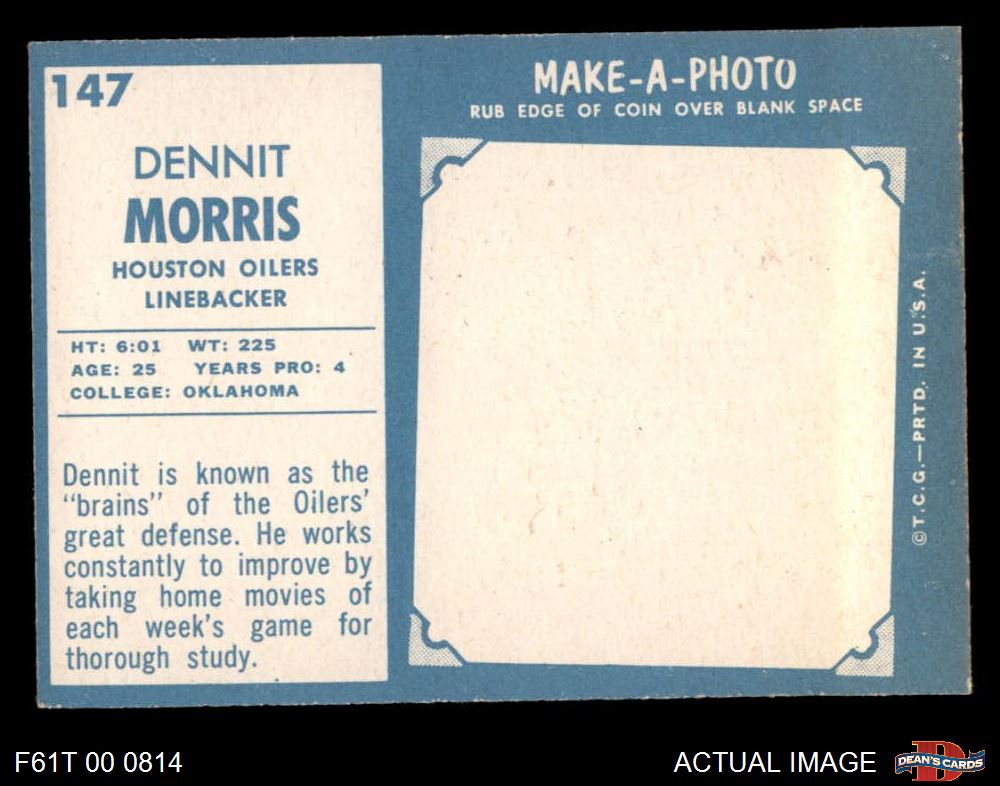 147
DENNIT
MORRIS
HOUSTON OILERS
LINEBACKER
HT: 6:01 WT: 225
AGE: 25 YEARS PRO: 4
COLLEGE: OKLAHOMA
Dennit is known as the
"brains" of the Oilers'
great defense. He works
constantly to improve by
taking home movies of
each week's game for
thorough study.
MAKE-A-PHOTO
RUB EDGE OF COIN OVER BLANK SPACE
©T.C.G.—PRTD. IN U.S.A.
F61T 00 0814
ACTUAL IMAGE
D
DEAN'S CARDS